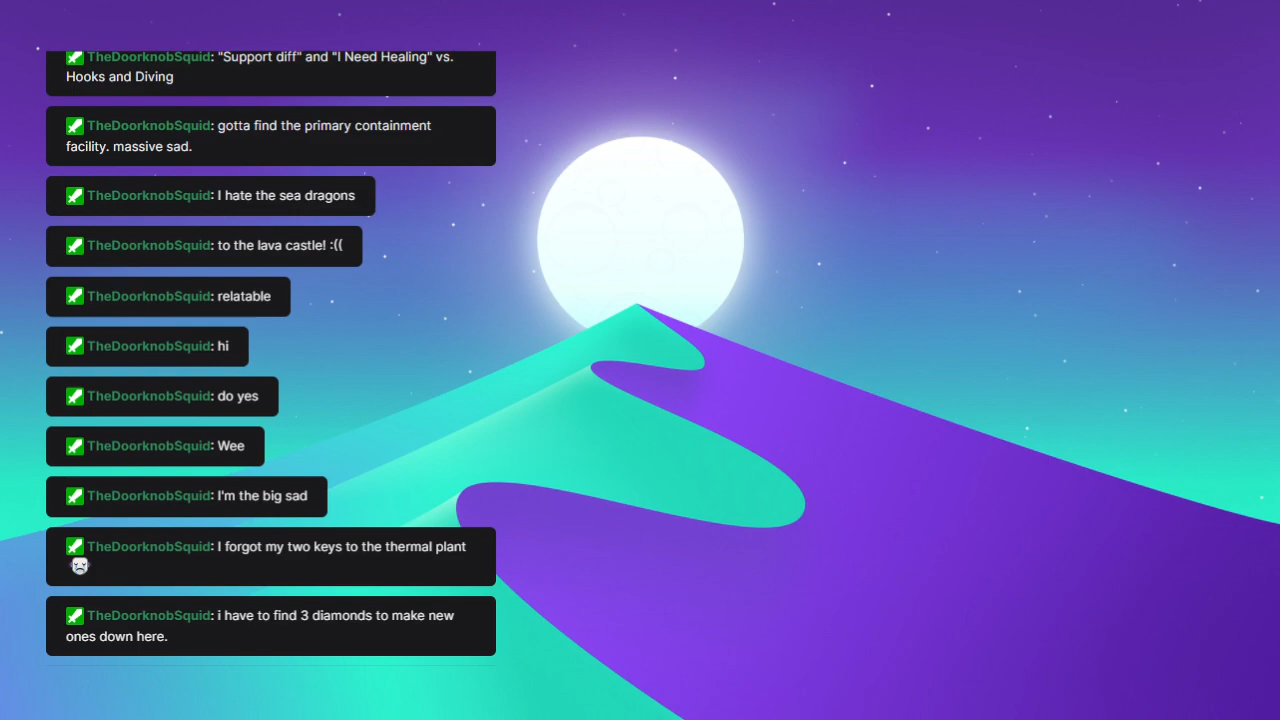 TheDoorknobSquid: "Support diff" and "I Need Healing" vs.
Hooks and Diving
TheDoorknobSquid: gotta find the primary containment
facility. massive sad.
TheDoorknobSquid: I hate the sea dragons
TheDoorknobSquid: to the lava castle! :((
TheDoorknobSquid: relatable
TheDoorknobSquid: hi
TheDoorknobSquid: do yes
TheDoorknobSquid: Wee
TheDoorknobSquid: I'm the big sad
TheDoorknobSquid: I forgot my two keys to the thermal plant
TheDoorknobSquid: i have to find 3 diamonds to make new
ones down here.